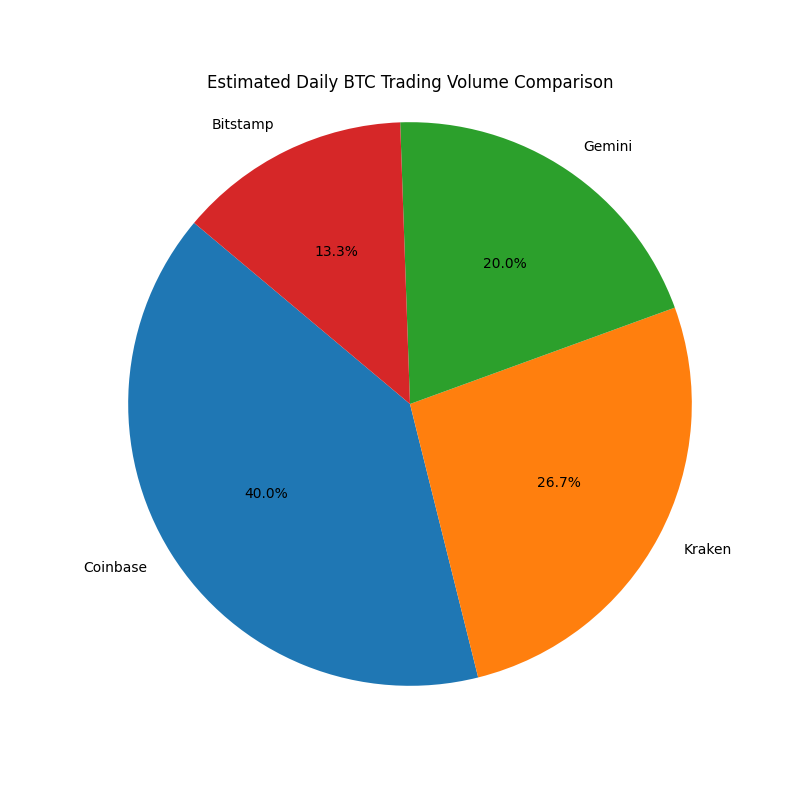 Estimated Daily BTC Trading Volume Comparison
Bitstamp
Gemini
13.3%
20.0%
26.7%
40.0%
Kraken
Coinbase